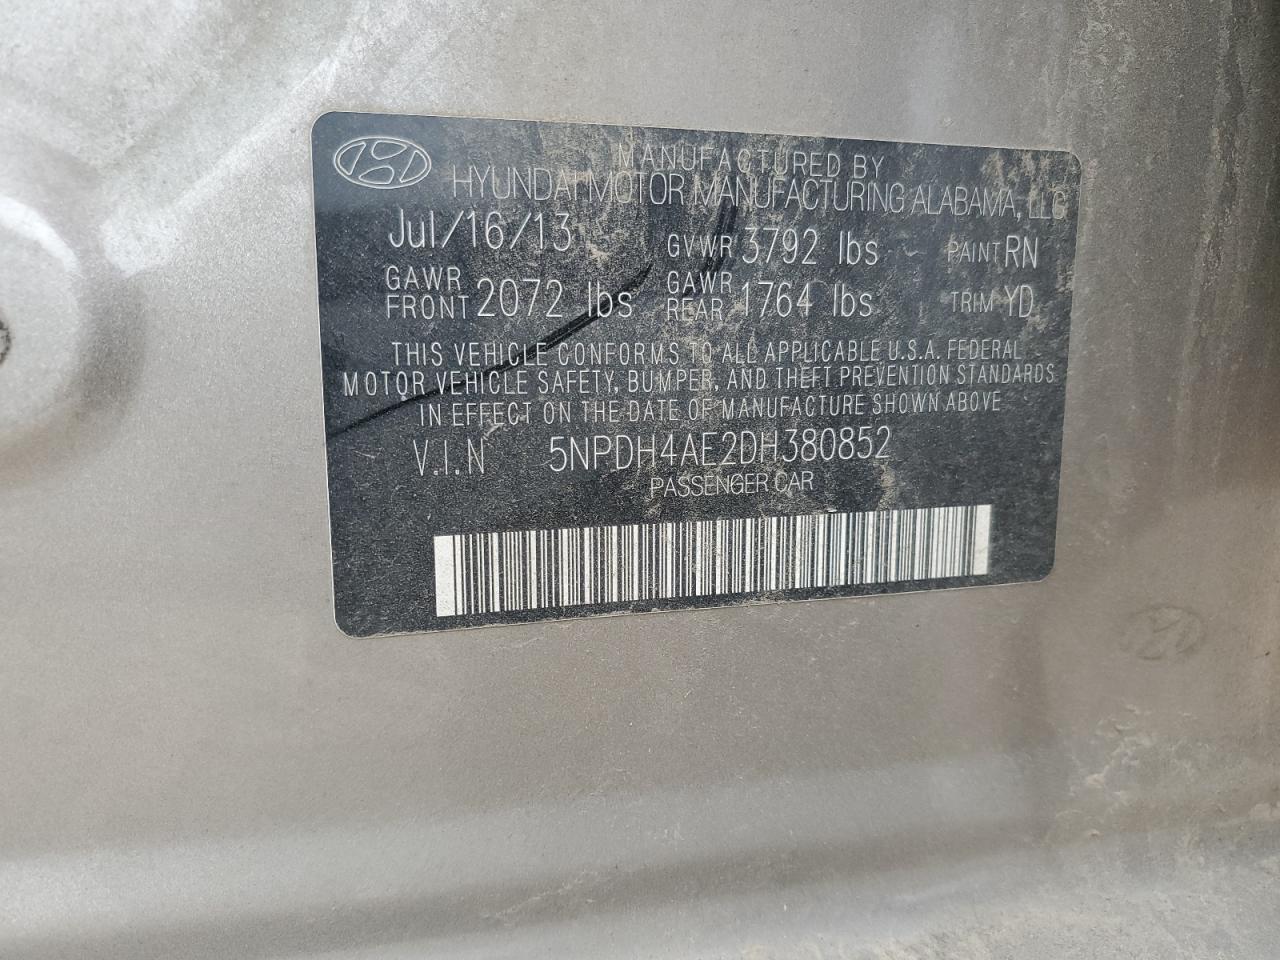 MANUFACTURED BY
HYUNDAI MOTOR MANUFACTURING ALABAMA, LLC
Jul/16/13 GVWR 3792 lbs PAINT RN
GAWR FRONT 2072 lbs GAWR REAR 1764 lbs TRIM YD
THIS VEHICLE CONFORMS TO ALL APPLICABLE U.S.A. FEDERAL
MOTOR VEHICLE SAFETY, BUMPER, AND THEFT PREVENTION STANDARDS
IN EFFECT ON THE DATE OF MANUFACTURE SHOWN ABOVE
V.I.N 5NPDH4AE2DH380852
PASSENGER CAR